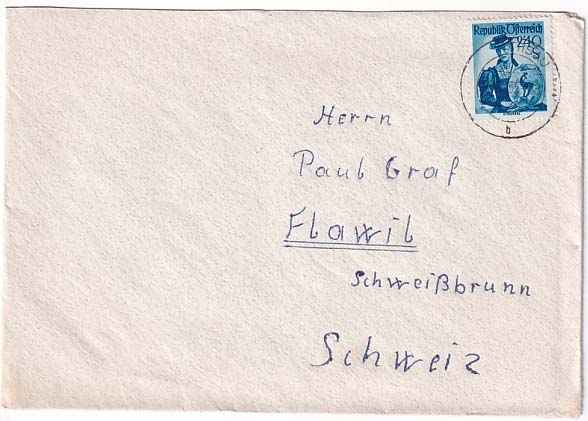 Republik Österreich
2·40
b
Herrn
Paul Graf
Flawil
Schweißbrunn
Schweiz